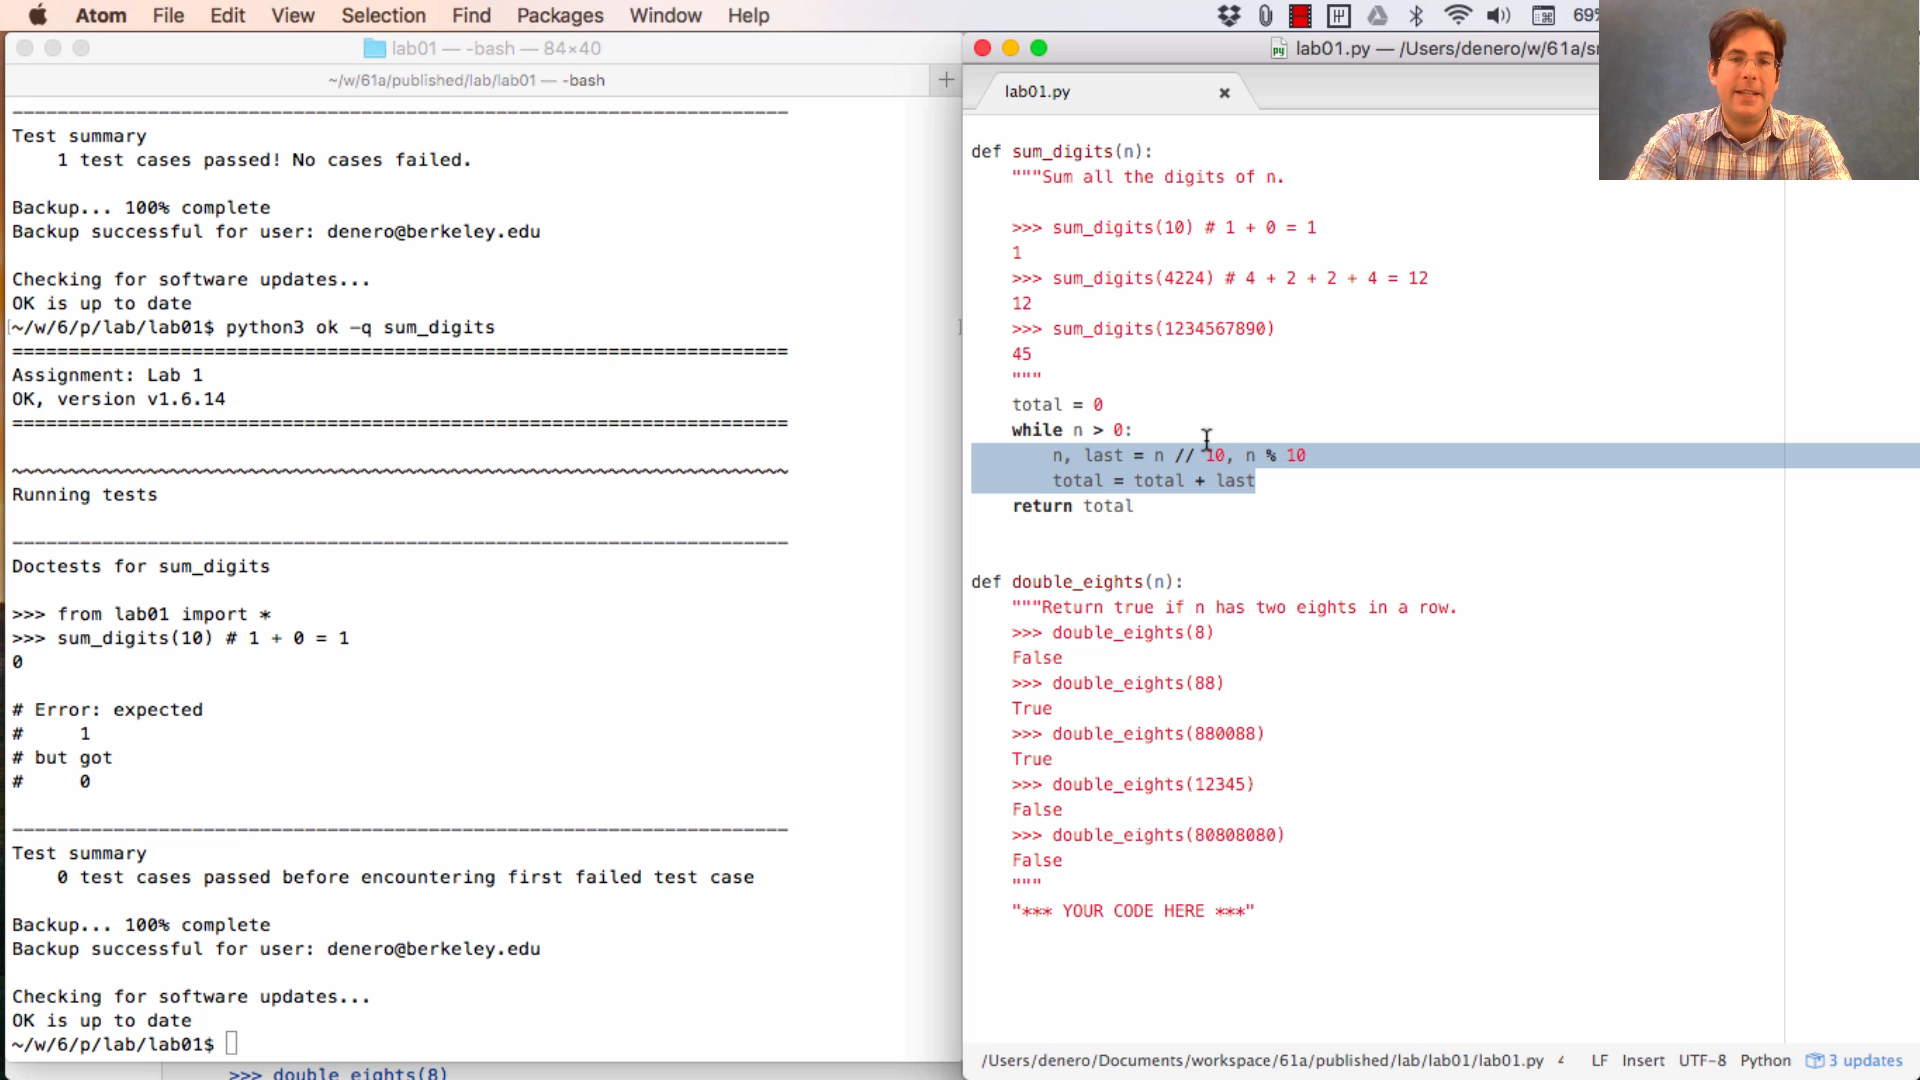 Atom File Edit View Selection Find Packages Window Help
69%
lab01 — -bash — 84×40
~/w/61a/published/lab/lab01 — -bash
Test summary
1 test cases passed! No cases failed.
Backup... 100% complete
Backup successful for user: denero@berkeley.edu
Checking for software updates...
OK is up to date
[~/w/6/p/lab/lab01$ python3 ok -q sum_digits ]
=====================================================================
Assignment: Lab 1
OK, version v1.6.14
=====================================================================
~~~~~~~~~~~~~~~~~~~~~~~~~~~~~~~~~~~~~~~~~~~~~~~~~~~~~~~~~~~~~~~~~~~~~
Running tests
---------------------------------------------------------------------
Doctests for sum_digits
>>> from lab01 import *
>>> sum_digits(10) # 1 + 0 = 1
0
# Error: expected
# 1
# but got
# 0
---------------------------------------------------------------------
Test summary
0 test cases passed before encountering first failed test case
Backup... 100% complete
Backup successful for user: denero@berkeley.edu
Checking for software updates...
OK is up to date
~/w/6/p/lab/lab01$
>>> double_eights(8)
lab01.py — /Users/denero/w/61a/
lab01.py
def sum_digits(n):
"""Sum all the digits of n.
>>> sum_digits(10) # 1 + 0 = 1
1
>>> sum_digits(4224) # 4 + 2 + 2 + 4 = 12
12
>>> sum_digits(1234567890)
45
"""
total = 0
while n > 0:
n, last = n // 10, n % 10
total = total + last
return total
def double_eights(n):
"""Return true if n has two eights in a row.
>>> double_eights(8)
False
>>> double_eights(88)
True
>>> double_eights(880088)
True
>>> double_eights(12345)
False
>>> double_eights(80808080)
False
"""
"*** YOUR CODE HERE ***"
/Users/denero/Documents/workspace/61a/published/lab/lab01/lab01.py LF Insert UTF-8 Python 3 updates